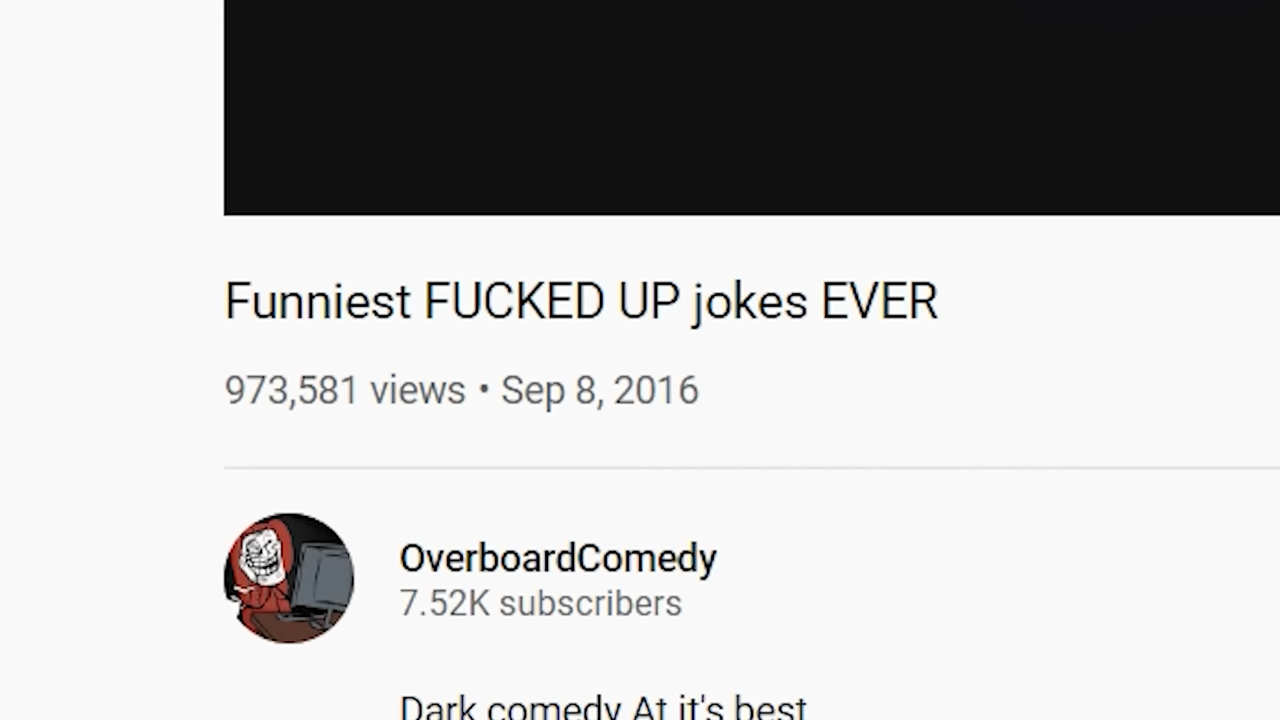 Funniest FUCKED UP jokes EVER
973,581 views • Sep 8, 2016
OverboardComedy
7.52K subscribers
Dark comedy At it's best